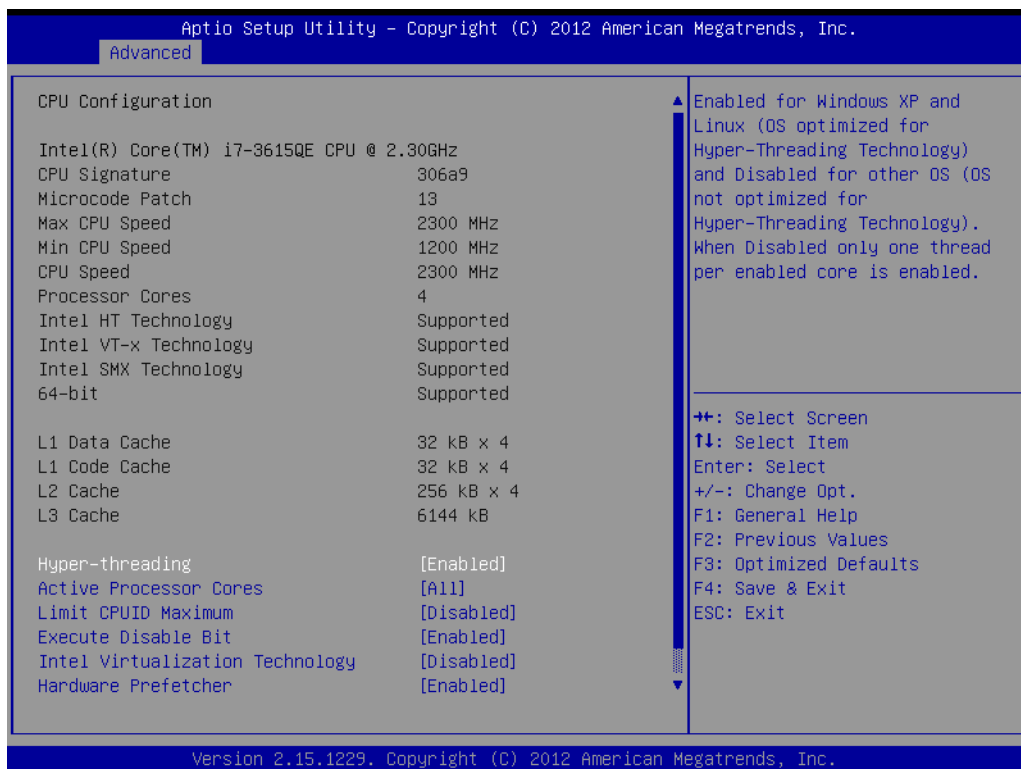 Aptio Setup Utility – Copyright (C) 2012 American Megatrends, Inc.
Advanced
CPU Configuration
Intel(R) Core(TM) i7-3615QE CPU @ 2.30GHz
CPU Signature 306a9
Microcode Patch 13
Max CPU Speed 2300 MHz
Min CPU Speed 1200 MHz
CPU Speed 2300 MHz
Processor Cores 4
Intel HT Technology Supported
Intel VT-x Technology Supported
Intel SMX Technology Supported
64-bit Supported
L1 Data Cache 32 kB x 4
L1 Code Cache 32 kB x 4
L2 Cache 256 kB x 4
L3 Cache 6144 kB
Hyper-threading [Enabled]
Active Processor Cores [All]
Limit CPUID Maximum [Disabled]
Execute Disable Bit [Enabled]
Intel Virtualization Technology [Disabled]
Hardware Prefetcher [Enabled]
Enabled for Windows XP and
Linux (OS optimized for
Hyper-Threading Technology)
and Disabled for other OS (OS
not optimized for
Hyper-Threading Technology).
When Disabled only one thread
per enabled core is enabled.
→←: Select Screen
↑↓: Select Item
Enter: Select
+/-: Change Opt.
F1: General Help
F2: Previous Values
F3: Optimized Defaults
F4: Save & Exit
ESC: Exit
Version 2.15.1229. Copyright (C) 2012 American Megatrends, Inc.